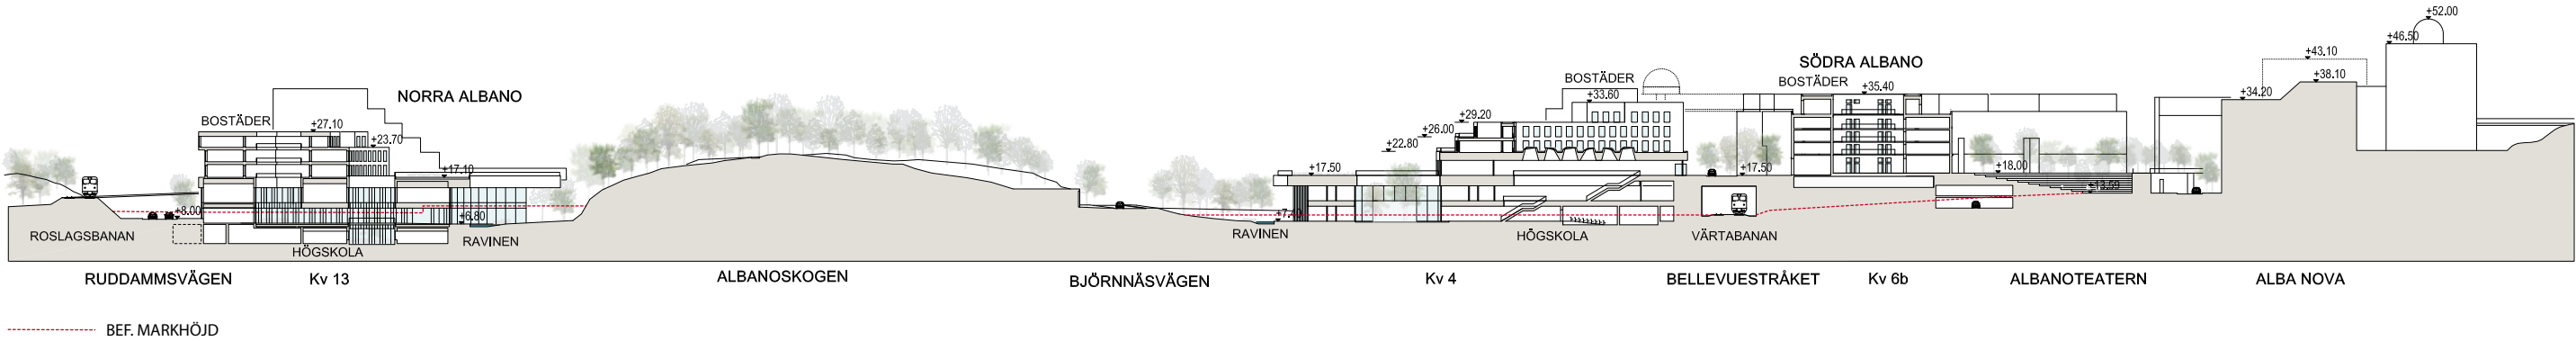 +52.00
+46.50
+43.10
+38.10
+34.20
SÖDRA ALBANO
BOSTÄDER
BOSTÄDER
+35.40
+33.60
+29.20
+26.00
+22.80
NORRA ALBANO
BOSTÄDER
+27.10
+23.70
+17.10
+17.50
+17.50
+18.00
+13.59
+8.00
+6.80
ROSLAGSBANAN
HÖGSKOLA
RAVINEN
RAVINEN
HÖGSKOLA
VÄRTABANAN
RUDDAMMSVÄGEN
Kv 13
ALBANOSKOGEN
BJÖRNNÄSVÄGEN
Kv 4
BELLEVUESTRÅKET
Kv 6b
ALBANOTEATERN
ALBA NOVA
BEF. MARKHÖJD